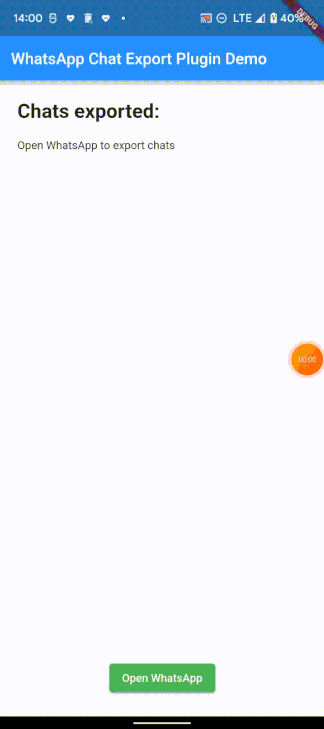 14:00 LTE 40%
DEBUG
WhatsApp Chat Export Plugin Demo
Chats exported:
Open WhatsApp to export chats
00:00
Open WhatsApp